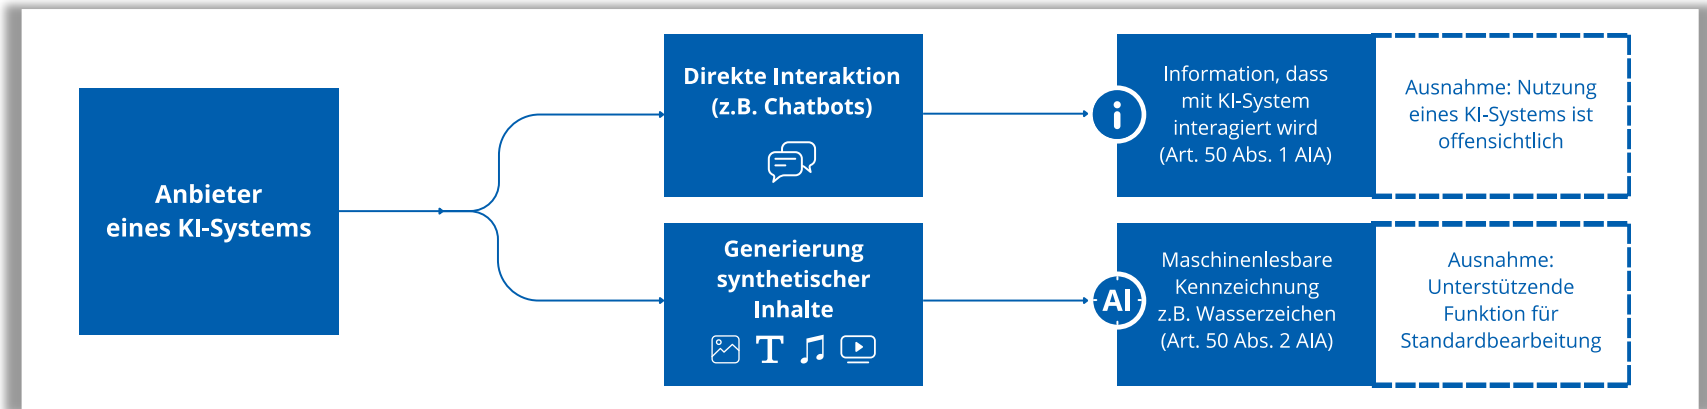 Anbieter
eines KI-Systems
Direkte Interaktion
(z.B. Chatbots)
Information, dass
mit KI-System
interagiert wird
(Art. 50 Abs. 1 AIA)
Ausnahme: Nutzung
eines KI-Systems ist
offensichtlich
Generierung
synthetischer
Inhalte
T
AI
Maschinenlesbare
Kennzeichnung
z.B. Wasserzeichen
(Art. 50 Abs. 2 AIA)
Ausnahme:
Unterstützende
Funktion für
Standardbearbeitung